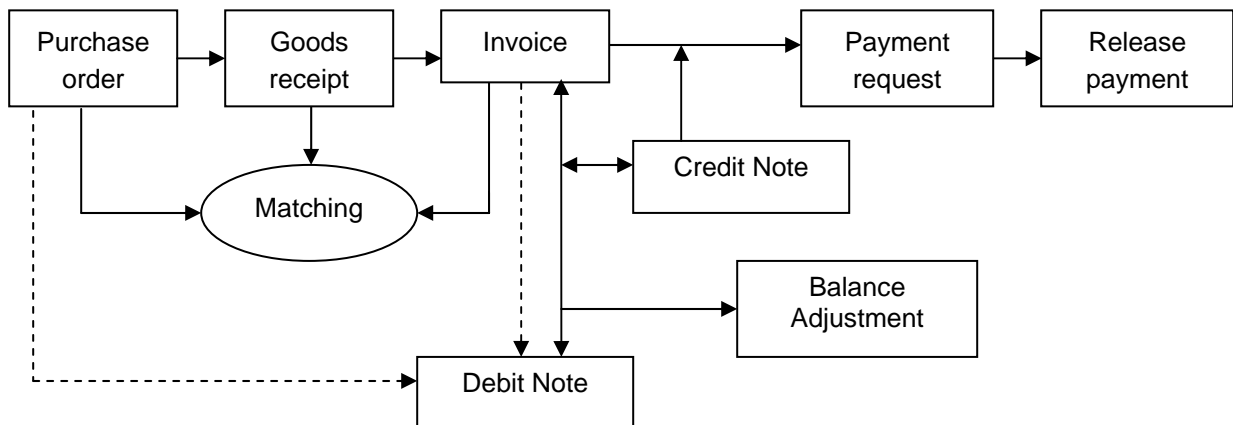 Purchase
order
Goods
receipt
Invoice
Payment
request
Release
payment
Credit Note
Matching
Balance
Adjustment
Debit Note